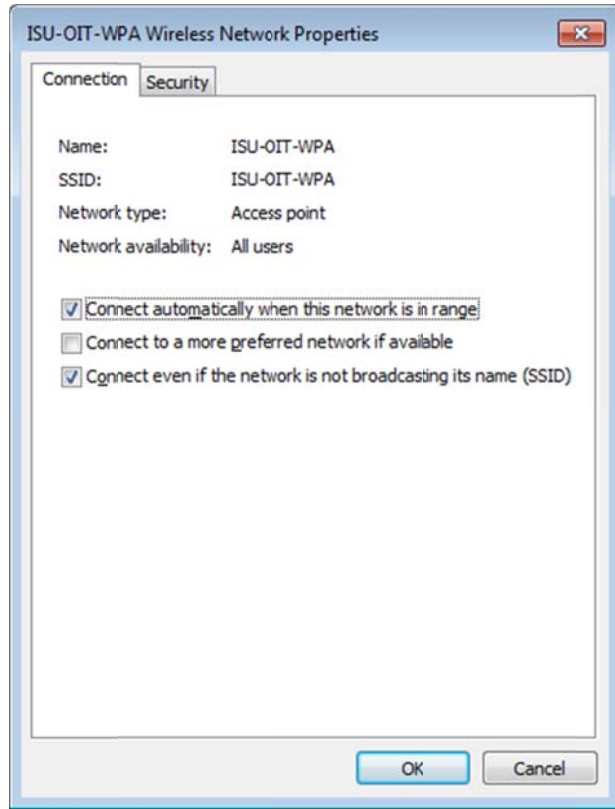 ISU-OIT-WPA Wireless Network Properties
Connection Security
Name: ISU-OIT-WPA
SSID: ISU-OIT-WPA
Network type: Access point
Network availability: All users
Connect automatically when this network is in range
Connect to a more preferred network if available
Connect even if the network is not broadcasting its name (SSID)
OK Cancel